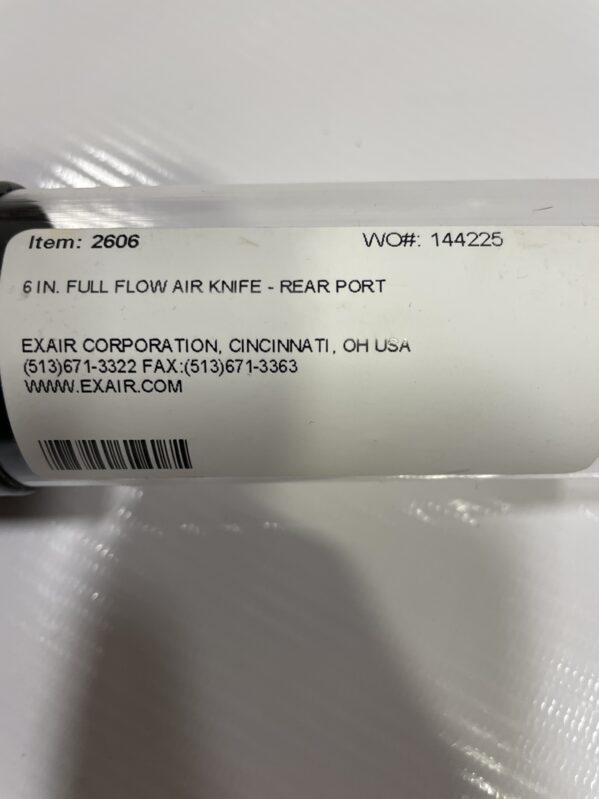 Item: 2606 WO#: 144225
6 IN. FULL FLOW AIR KNIFE - REAR PORT
EXAIR CORPORATION, CINCINNATI, OH USA
(513)671-3322 FAX:(513)671-3363
WWW.EXAIR.COM